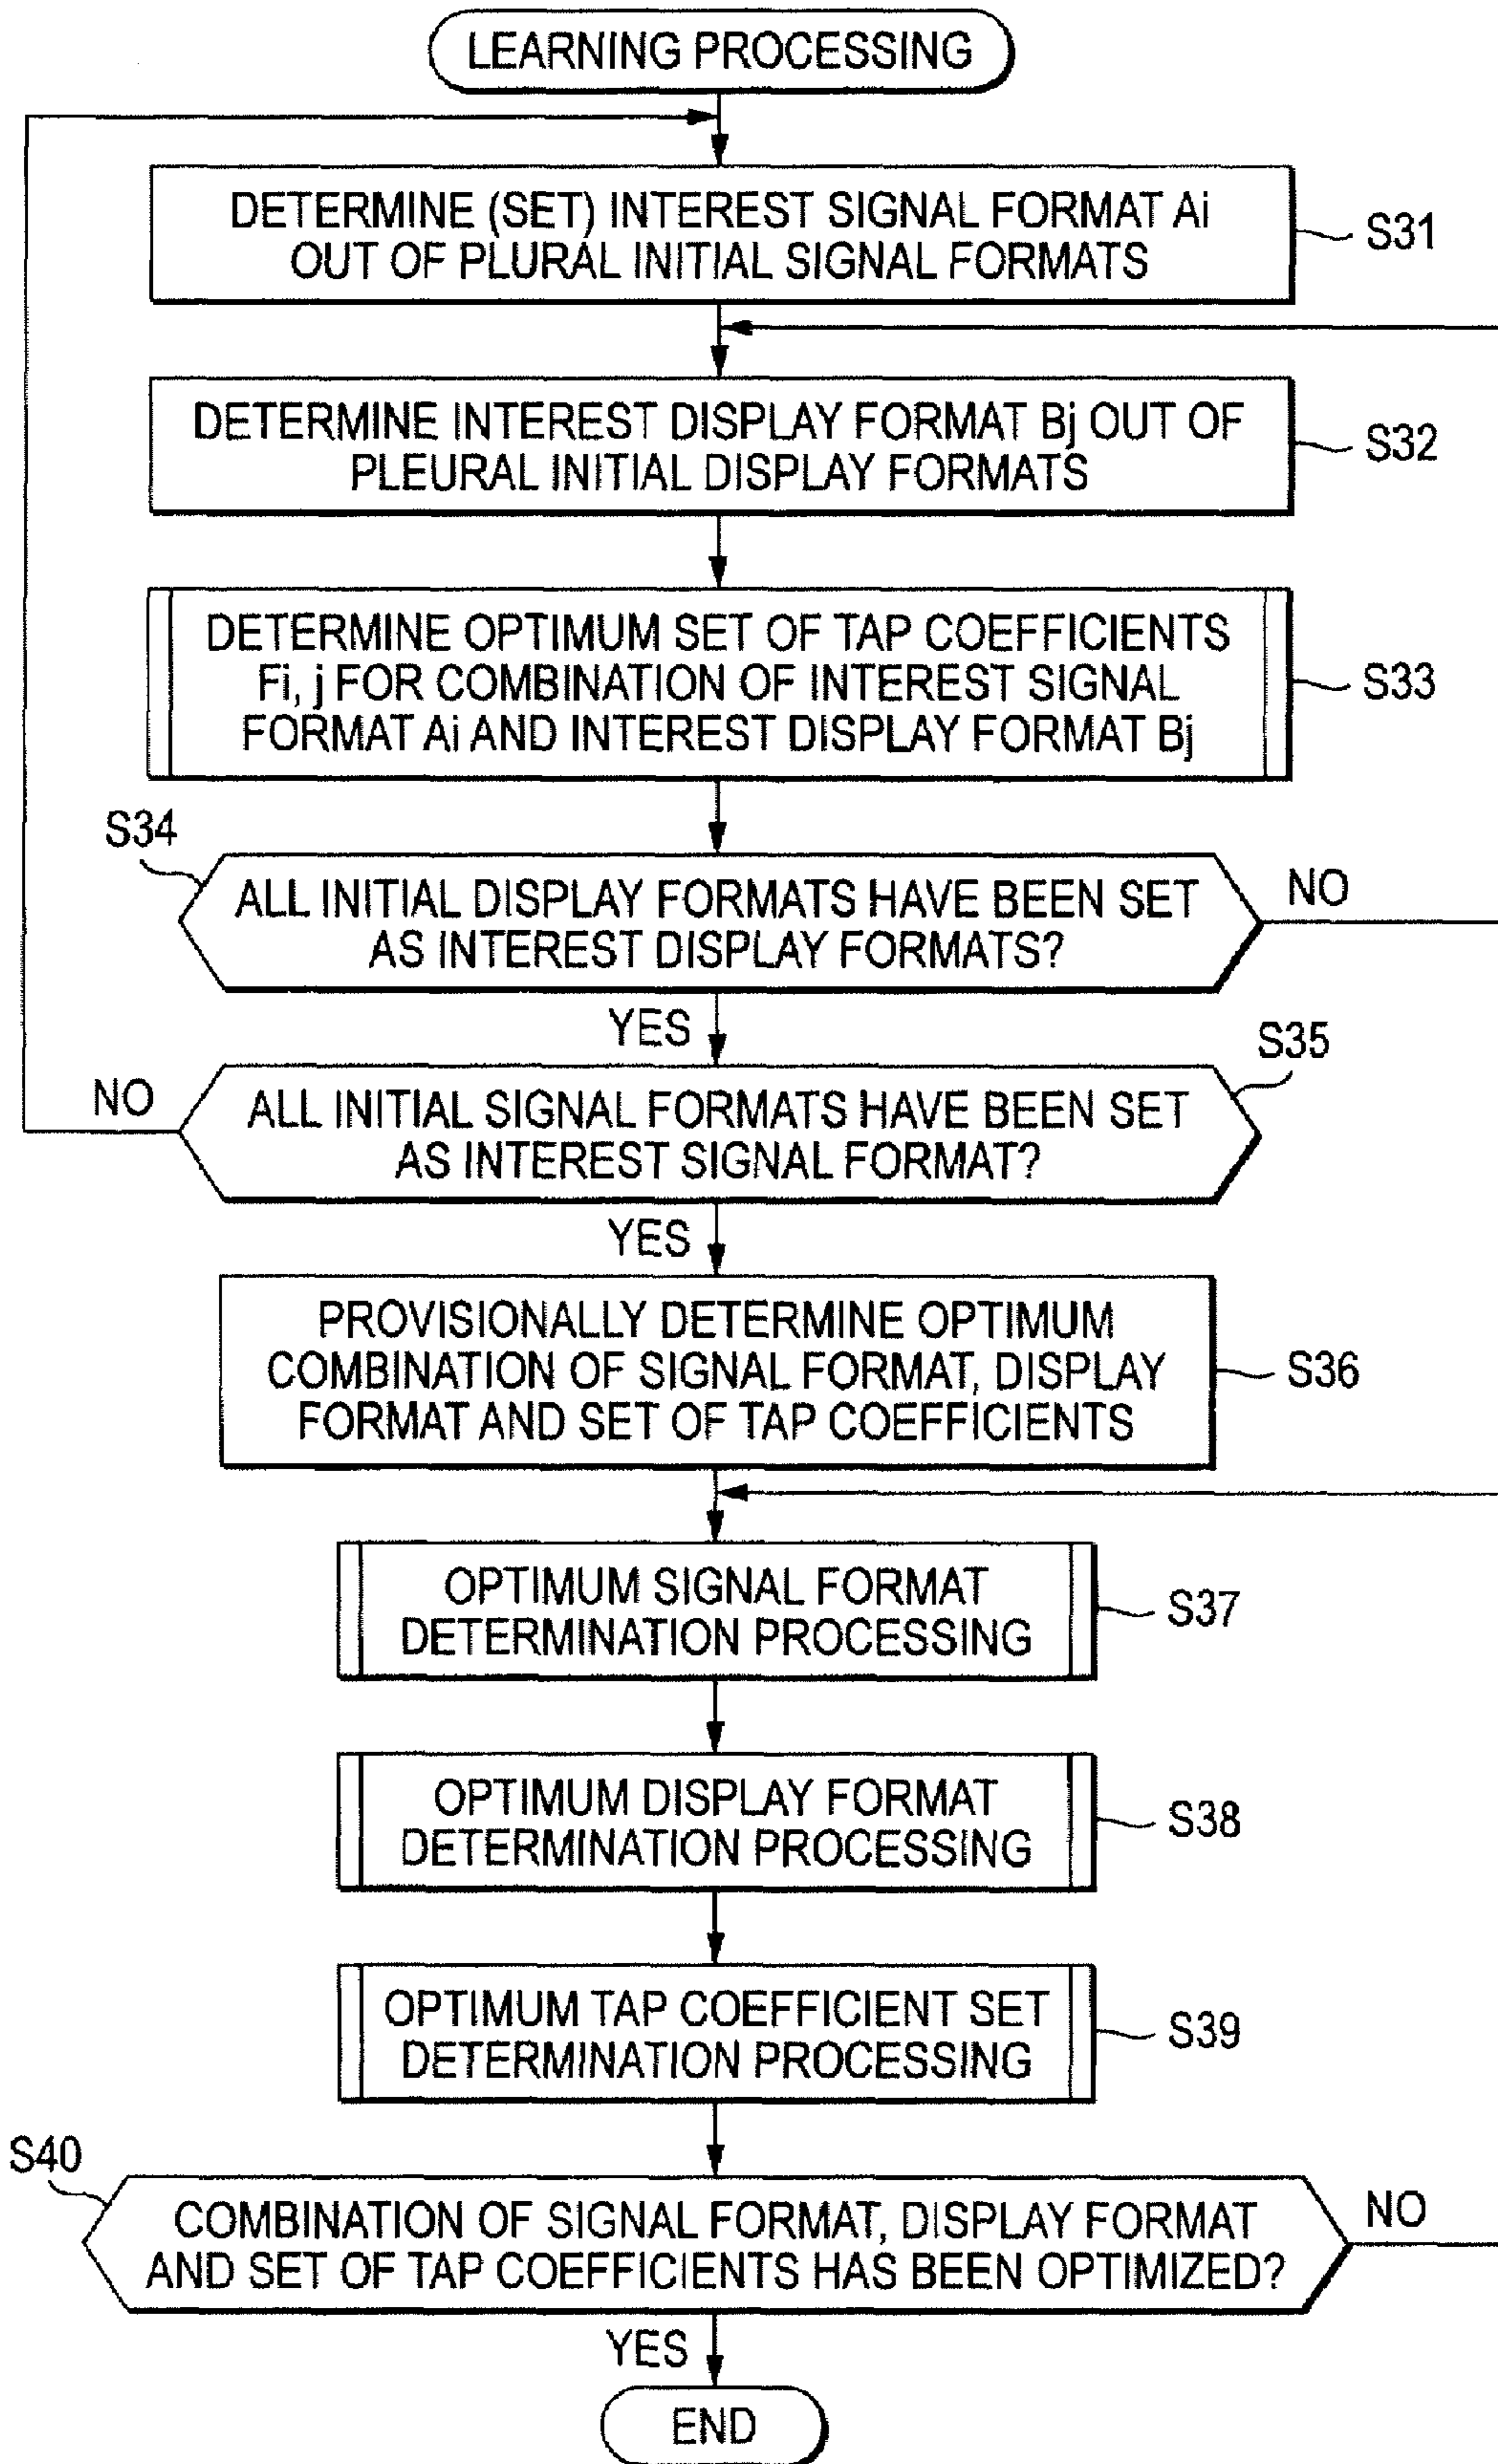 LEARNING PROCESSING
DETERMINE (SET) INTEREST SIGNAL FORMAT Ai
OUT OF PLURAL INITIAL SIGNAL FORMATS
S31
DETERMINE INTEREST DISPLAY FORMAT Bj OUT OF
PLEURAL INITIAL DISPLAY FORMATS
S32
DETERMINE OPTIMUM SET OF TAP COEFFICIENTS
Fi, j FOR COMBINATION OF INTEREST SIGNAL
FORMAT Ai AND INTEREST DISPLAY FORMAT Bj
S33
S34
ALL INITIAL DISPLAY FORMATS HAVE BEEN SET
AS INTEREST DISPLAY FORMATS?
NO
YES
S35
NO
ALL INITIAL SIGNAL FORMATS HAVE BEEN SET
AS INTEREST SIGNAL FORMAT?
YES
PROVISIONALLY DETERMINE OPTIMUM
COMBINATION OF SIGNAL FORMAT, DISPLAY
FORMAT AND SET OF TAP COEFFICIENTS
S36
OPTIMUM SIGNAL FORMAT
DETERMINATION PROCESSING
S37
OPTIMUM DISPLAY FORMAT
DETERMINATION PROCESSING
S38
OPTIMUM TAP COEFFICIENT SET
DETERMINATION PROCESSING
S39
S40
COMBINATION OF SIGNAL FORMAT, DISPLAY FORMAT
AND SET OF TAP COEFFICIENTS HAS BEEN OPTIMIZED?
NO
YES
END